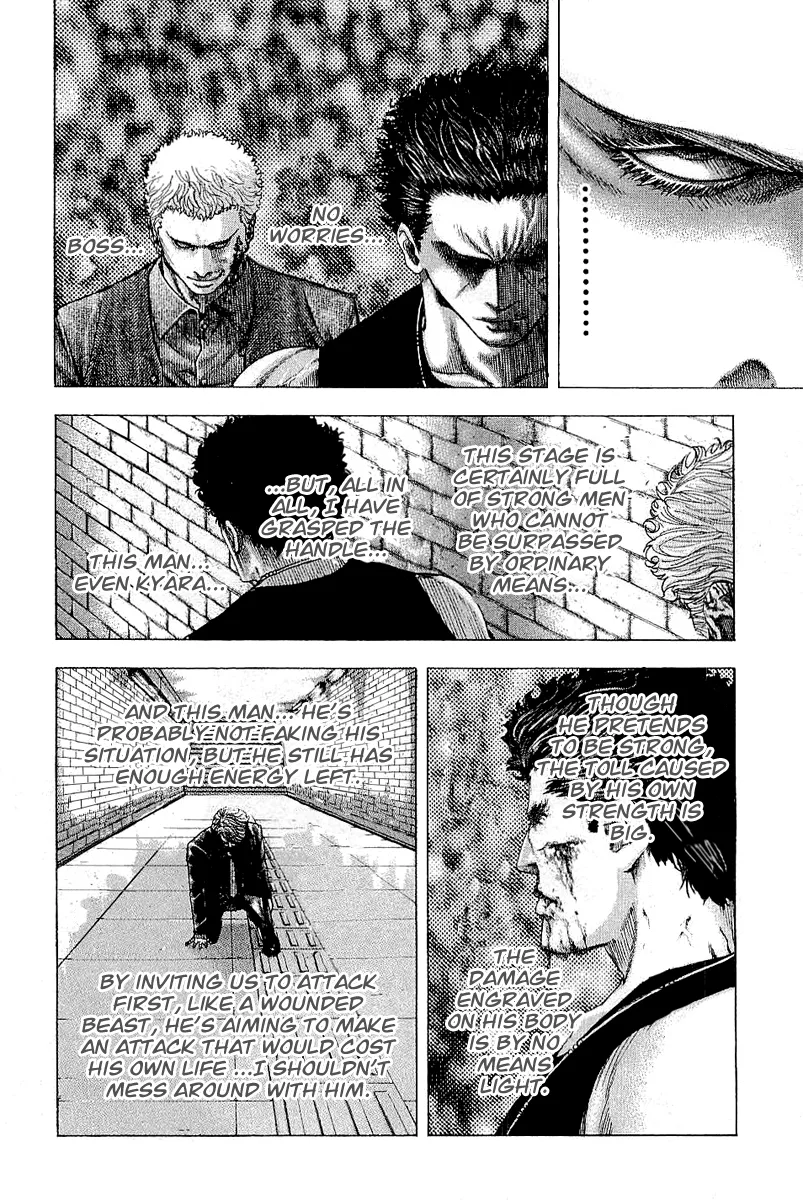 ………
NO
WORRIES...
BOSS...
THIS STAGE IS
CERTAINLY FULL
OF STRONG MEN
WHO CANNOT
BE SURPASSED
BY ORDINARY
MEANS...
...BUT, ALL IN
ALL, I HAVE
GRASPED THE
HANDLE...
THIS MAN...
EVEN KYARA...
THOUGH
HE PRETENDS
TO BE STRONG,
THE TOLL CAUSED
BY HIS OWN
STRENGTH IS
BIG.
THE
DAMAGE
ENGRAVED
ON HIS BODY
IS BY NO
MEANS
LIGHT.
AND THIS MAN... HE'S
PROBABLY NOT FAKING HIS
SITUATION, BUT HE STILL HAS
ENOUGH ENERGY LEFT.
BY INVITING US TO ATTACK
FIRST, LIKE A WOUNDED
BEAST, HE'S AIMING TO MAKE
AN ATTACK THAT WOULD COST
HIS OWN LIFE ...I SHOULDN'T
MESS AROUND WITH HIM.